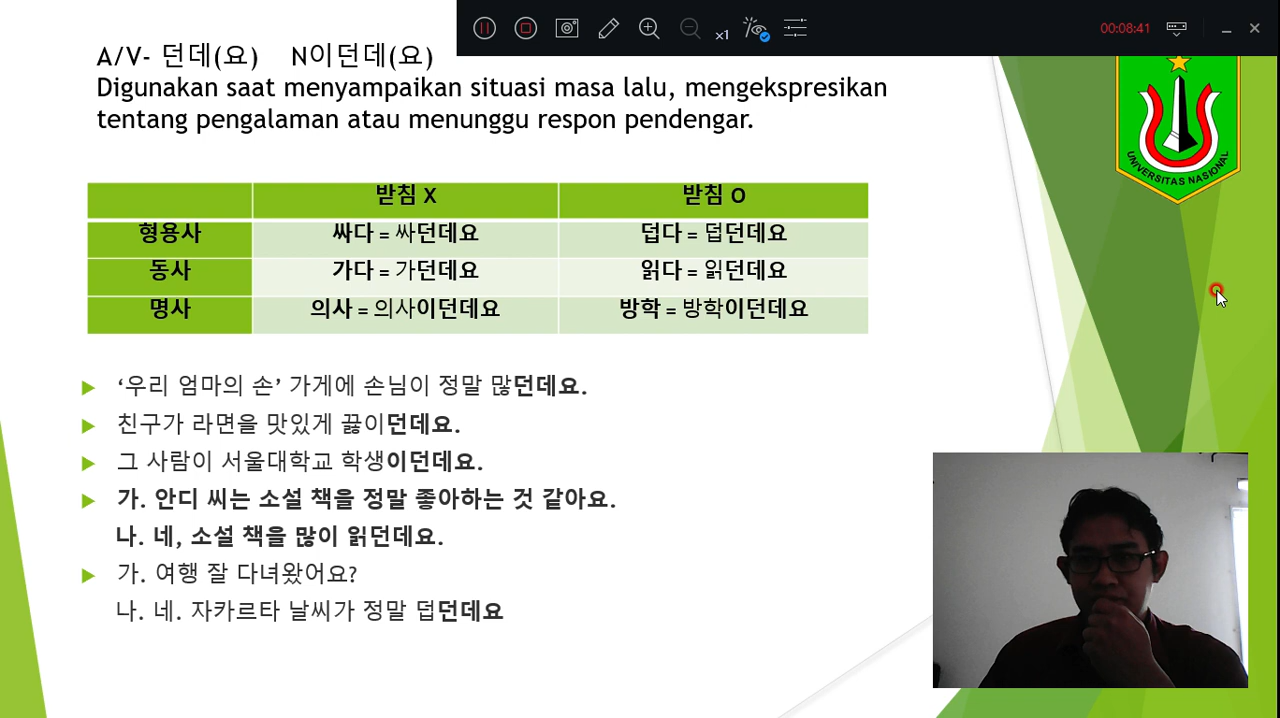 x1
00:08:41
A/V- 던데(요) N이던데(요)
Digunakan saat menyampaikan situasi masa lalu, mengekspresikan
tentang pengalaman atau menunggu respon pendengar.
UNIVERSITAS NASIONAL
받침 X 받침 O
형용사 싸다 = 싸던데요 덥다 = 덥던데요
동사 가다 = 가던데요 읽다 = 읽던데요
명사 의사 = 의사이던데요 방학 = 방학이던데요
‘우리 엄마의 손’ 가게에 손님이 정말 많던데요.
친구가 라면을 맛있게 끓이던데요.
그 사람이 서울대학교 학생이던데요.
가. 안디 씨는 소설 책을 정말 좋아하는 것 같아요.
나. 네, 소설 책을 많이 읽던데요.
가. 여행 잘 다녀왔어요?
나. 네. 자카르타 날씨가 정말 덥던데요